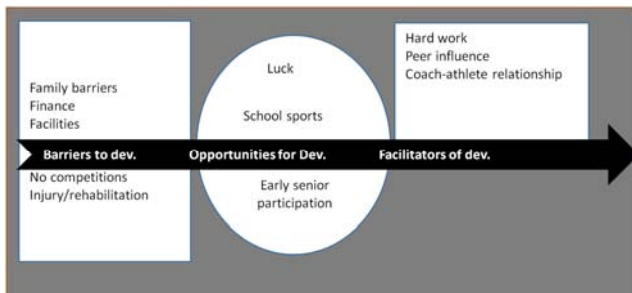 Family barriers
Finance
Facilities
Barriers to dev.
No competitions
Injury/rehabilitation
Luck
School sports
Opportunities for Dev.
Early senior
participation
Hard work
Peer influence
Coach-athlete relationship
Facilitators of dev.